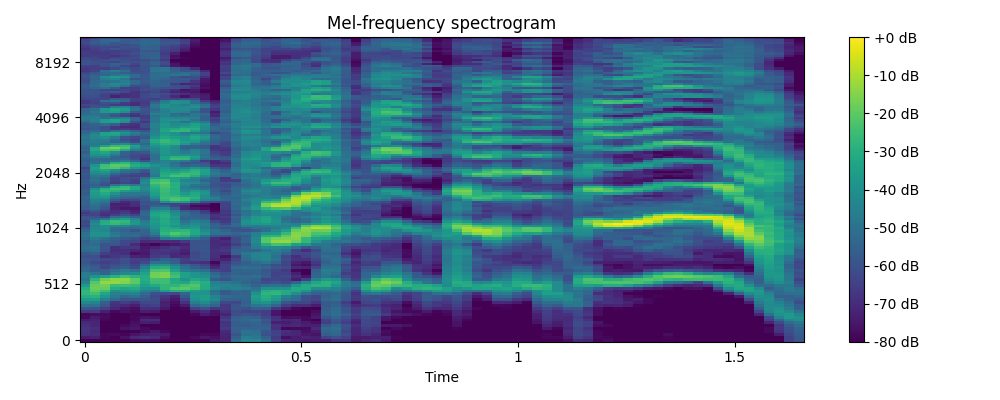 Mel-frequency spectrogram
Hz
8192
4096
2048
1024
512
0
0
0.5
1
1.5
Time
+0 dB
-10 dB
-20 dB
-30 dB
-40 dB
-50 dB
-60 dB
-70 dB
-80 dB